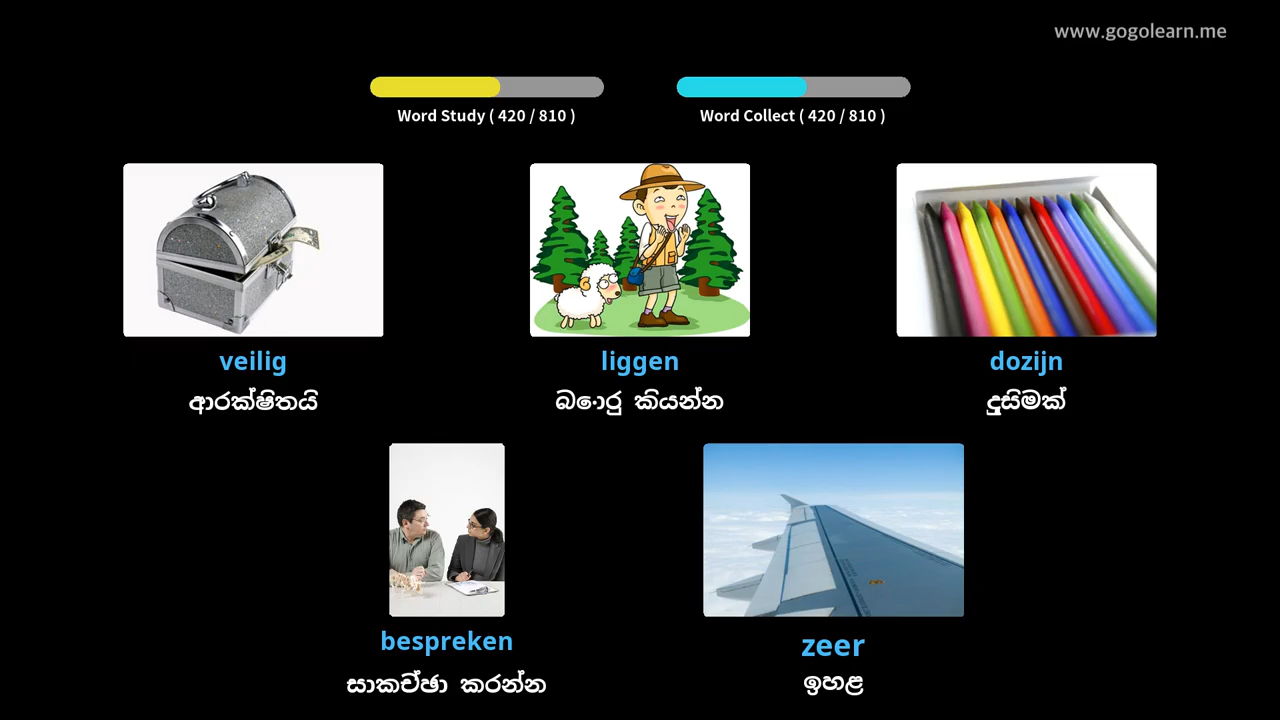 www.gogolearn.me
Word Study ( 420 / 810 )
Word Collect ( 420 / 810 )
veilig
ආරක්ෂිතයි
liggen
බොරු කියන්න
dozijn
දුසිමක්
bespreken
සාකච්ඡා කරන්න
zeer
ඉහළ